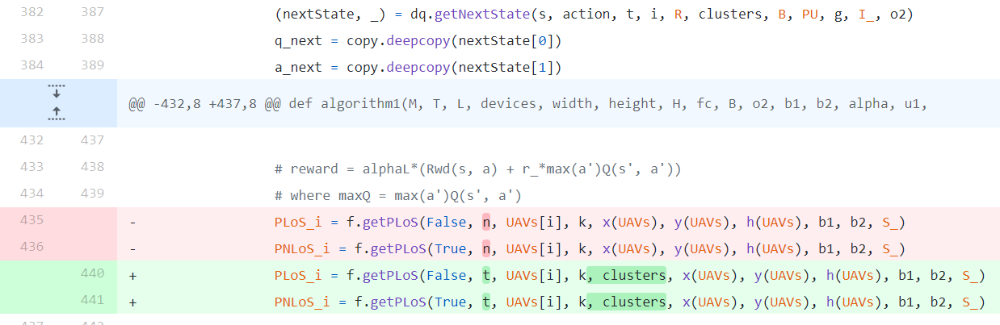 382 387 (nextState, _) = dq.getNextState(s, action, t, i, R, clusters, B, PU, g, I_, o2)
383 388 q_next = copy.deepcopy(nextState[0])
384 389 a_next = copy.deepcopy(nextState[1])
@@ -432,8 +437,8 @@ def algorithm1(M, T, L, devices, width, height, H, fc, B, o2, b1, b2, alpha, u1,
432 437
433 438 # reward = alphaL*(Rwd(s, a) + r_*max(a')Q(s', a'))
434 439 # where maxQ = max(a')Q(s', a')
435 - PLoS_i = f.getPLoS(False, n, UAVs[i], k, x(UAVs), y(UAVs), h(UAVs), b1, b2, S_)
436 - PNLoS_i = f.getPLoS(True, n, UAVs[i], k, x(UAVs), y(UAVs), h(UAVs), b1, b2, S_)
440 + PLoS_i = f.getPLoS(False, t, UAVs[i], k, clusters, x(UAVs), y(UAVs), h(UAVs), b1, b2, S_)
441 + PNLoS_i = f.getPLoS(True, t, UAVs[i], k, clusters, x(UAVs), y(UAVs), h(UAVs), b1, b2, S_)
437 442